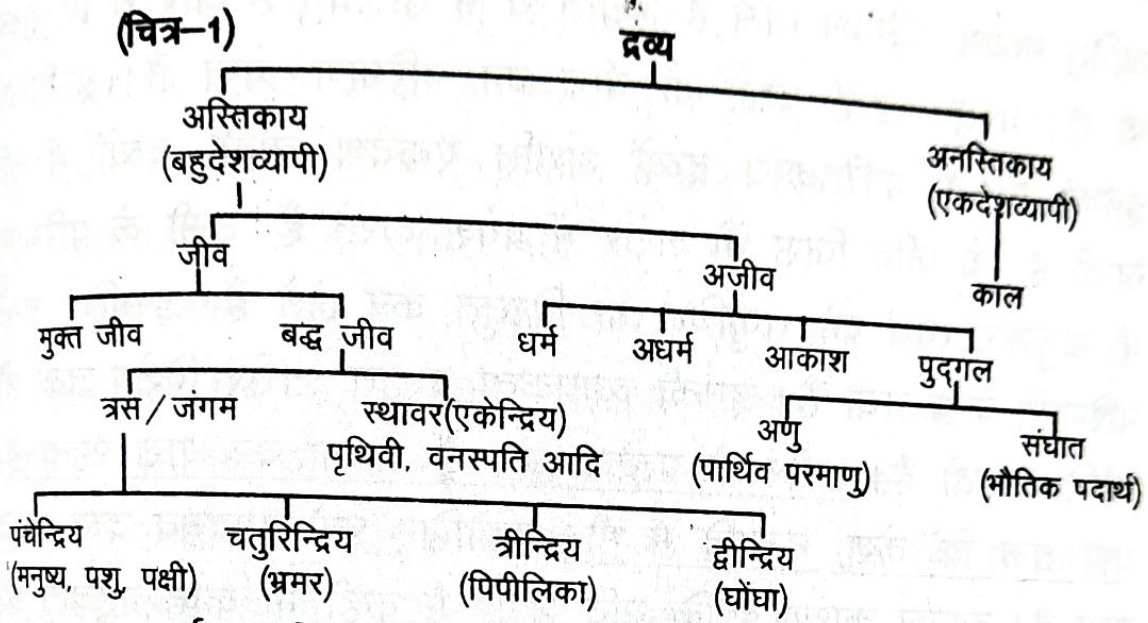 (चित्र–1)
द्रव्य
अस्तिकाय
(बहुदेशव्यापी)
अनस्तिकाय
(एकदेशव्यापी)
जीव
अजीव
काल
मुक्त जीव
बद्ध जीव
धर्म
अधर्म
आकाश
पुद्गल
त्रस/जंगम
स्थावर(एकेन्द्रिय)
पृथिवी, वनस्पति आदि
अणु
(पार्थिव परमाणु)
संघात
(भौतिक पदार्थ)
पंचेन्द्रिय
(मनुष्य, पशु, पक्षी)
चतुरिन्द्रिय
(भ्रमर)
त्रीन्द्रिय
(पिपीलिका)
द्वीन्द्रिय
(घोंघा)